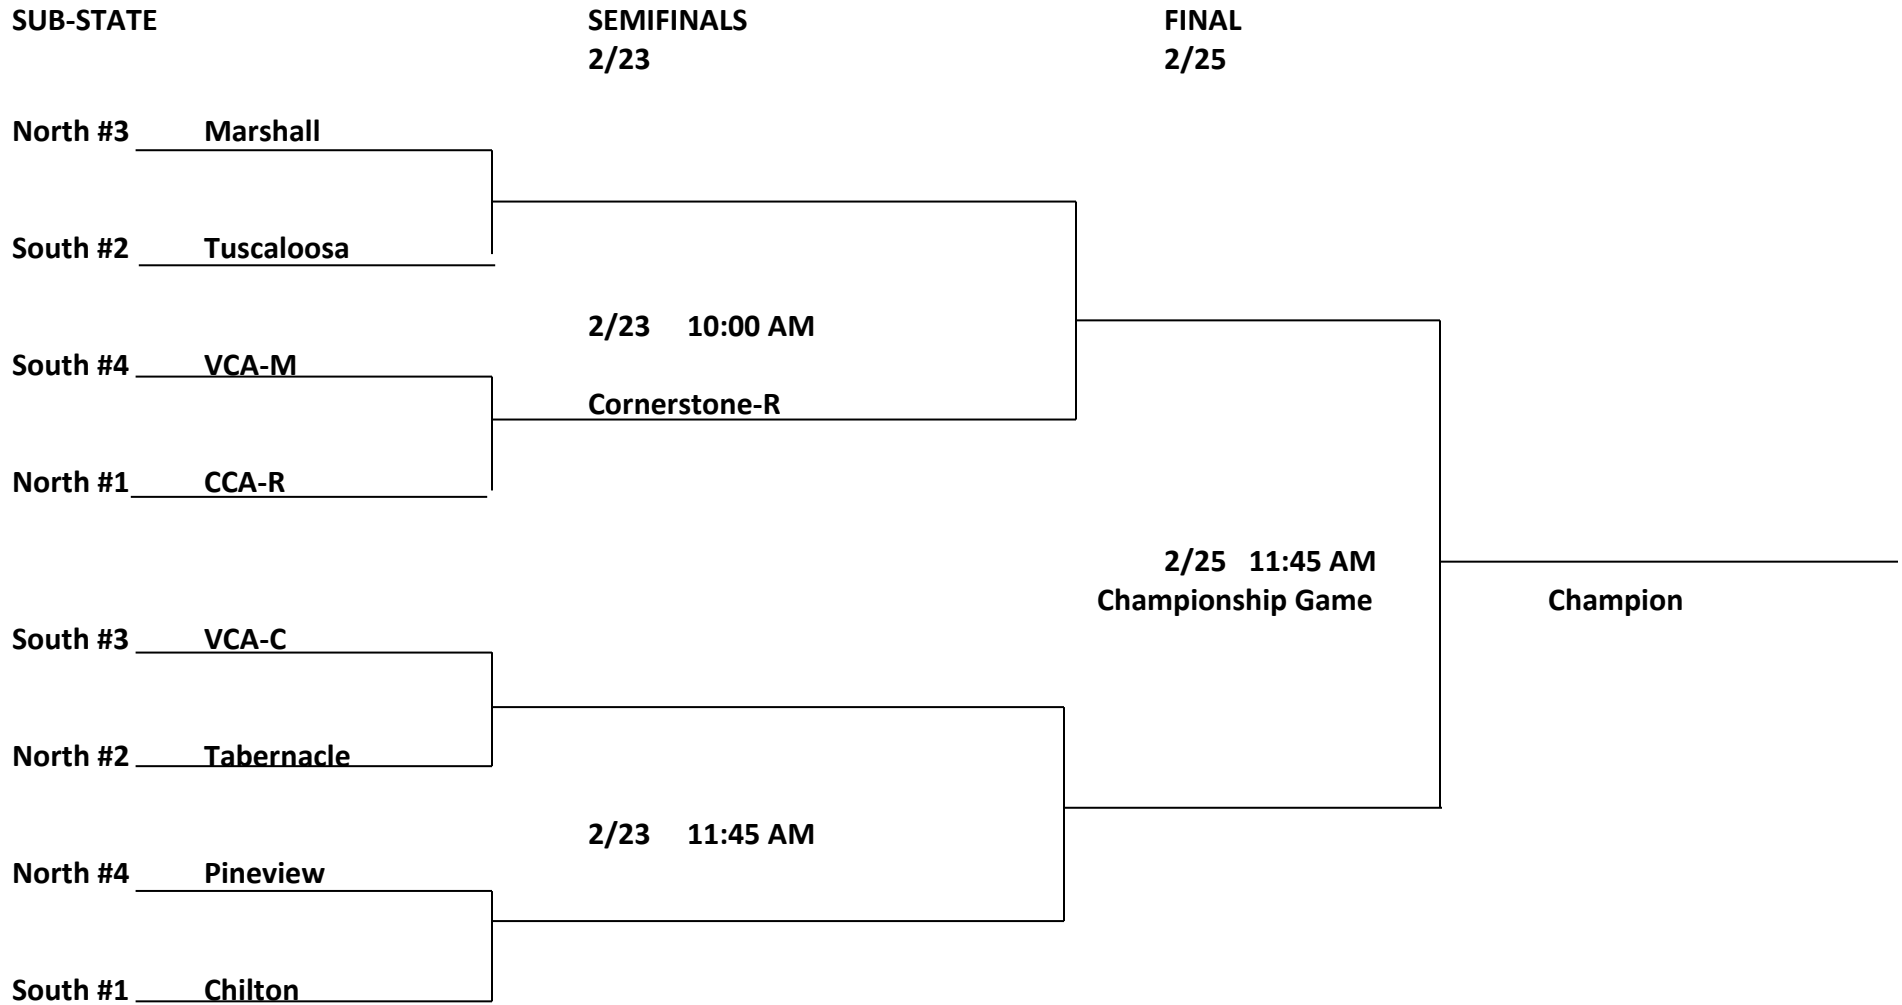 SUB-STATE SEMIFINALS FINAL
2/23 2/25
North #3 Marshall
South #2 Tuscaloosa
2/23 10:00 AM
South #4 VCA-M
Cornerstone-R
North #1 CCA-R
2/25 11:45 AM
Championship Game Champion
South #3 VCA-C
North #2 Tabernacle
2/23 11:45 AM
North #4 Pineview
South #1 Chilton